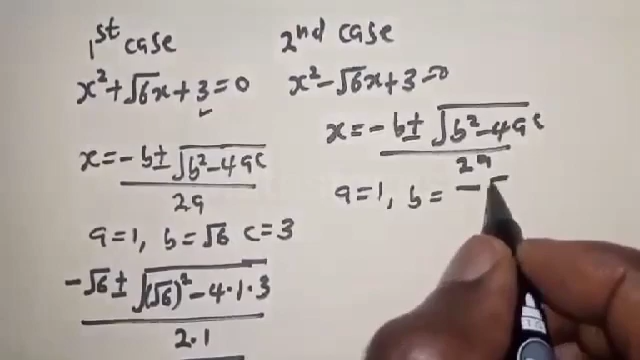 1st case
x² + √6x + 3 = 0
x = -b ± √b² - 4ac
2a
a = 1, b = √6 c = 3
-√6 ± √(√6)² - 4·1·3
2·1
2nd case
x² - √6x + 3 = 0
x = -b ± √b² - 4ac
2a
a = 1, b = -√